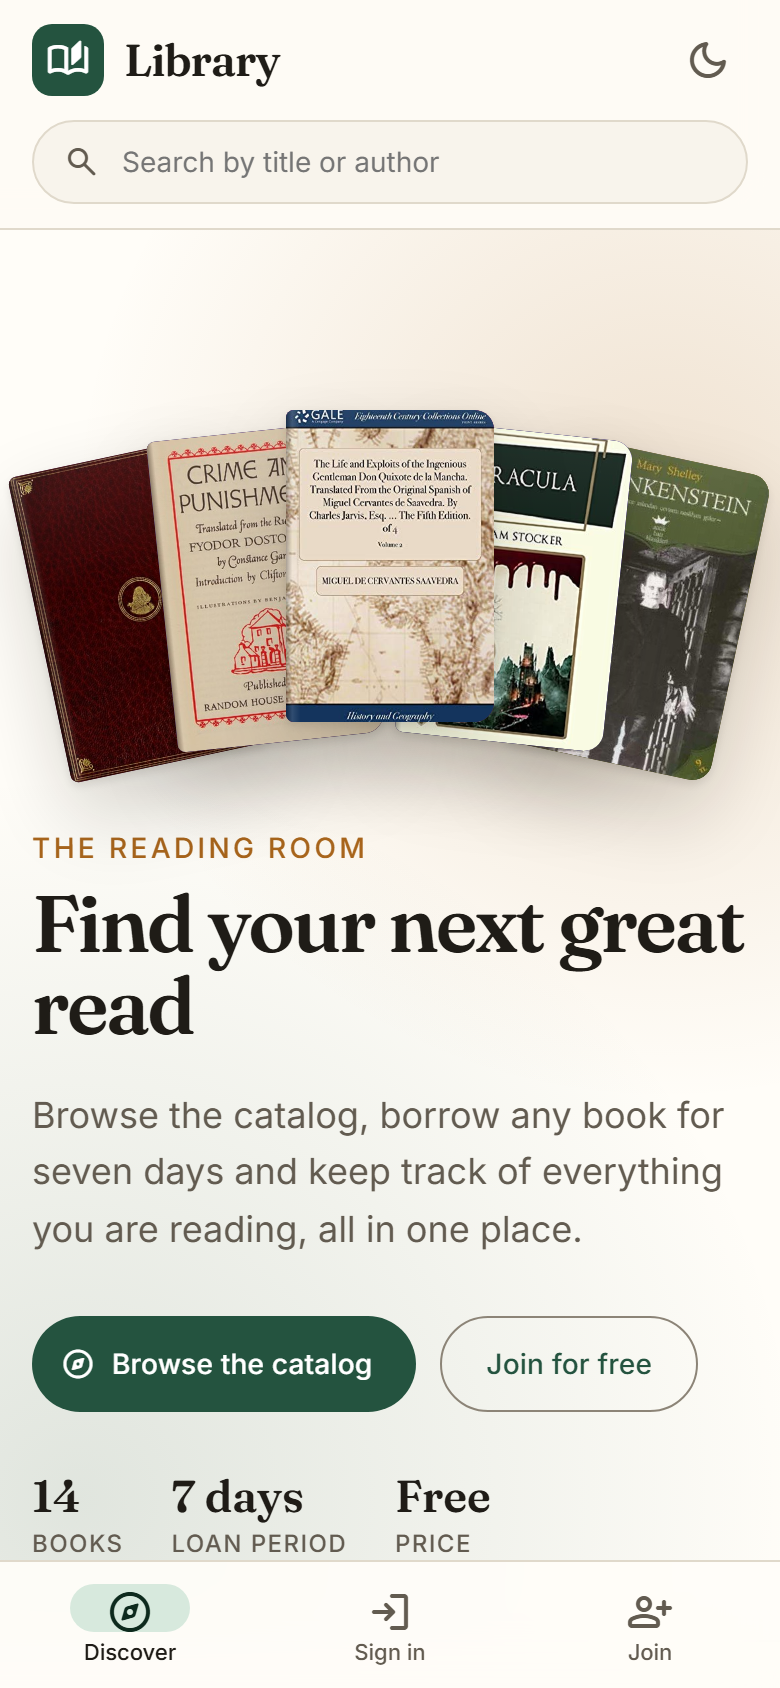 Library
Search by title or author
CRIME AN
PUNISHME
Translated from the Ru
FYODOR DOSTO
by Constance Gar
Introduction by Clifton
ILLUSTRATIONS BY BENJA
Published
RANDOM HOUSE
GALE
Eighteenth Century Collections Online
The Life and Exploits of the Ingenious
Gentleman Don Quixote de la Mancha.
Translated From the Original Spanish of
Miguel Cervantes de Saavedra. By
Charles Jarvis, Esq. ... The Fifth Edition.
of 4
Volume 2
MIGUEL DE CERVANTES SAAVEDRA
History and Geography
RACULA
AM STOCKER
Mary Shelley
NKENSTEIN
THE READING ROOM
Find your next great
read
Browse the catalog, borrow any book for
seven days and keep track of everything
you are reading, all in one place.
Browse the catalog
Join for free
14
BOOKS
7 days
LOAN PERIOD
Free
PRICE
Discover
Sign in
Join